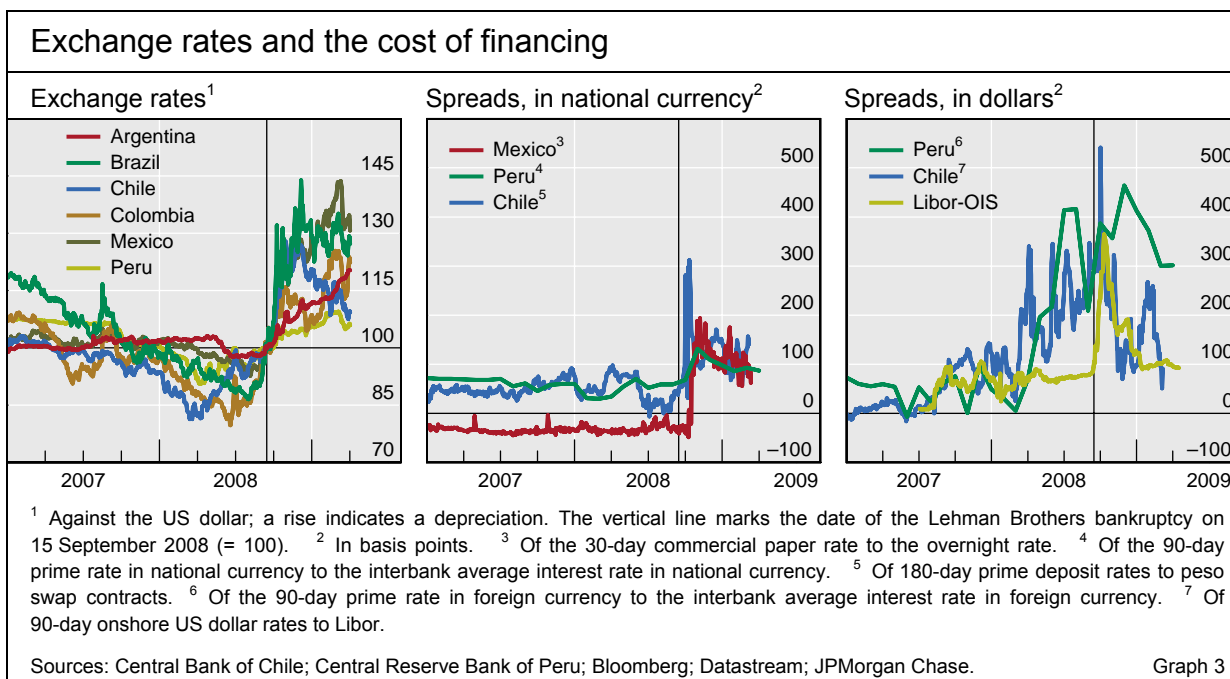 Exchange rates and the cost of financing
Exchange rates¹
Argentina
Brazil
Chile
Colombia
Mexico
Peru
145
130
115
100
85
70
2007
2008
Spreads, in national currency²
Mexico³
Peru⁴
Chile⁵
500
400
300
200
100
0
–100
2007
2008
2009
Spreads, in dollars²
Peru⁶
Chile⁷
Libor-OIS
500
400
300
200
100
0
–100
2007
2008
2009
¹ Against the US dollar; a rise indicates a depreciation. The vertical line marks the date of the Lehman Brothers bankruptcy on
15 September 2008 (= 100). ² In basis points. ³ Of the 30-day commercial paper rate to the overnight rate. ⁴ Of the 90-day
prime rate in national currency to the interbank average interest rate in national currency. ⁵ Of 180-day prime deposit rates to peso
swap contracts. ⁶ Of the 90-day prime rate in foreign currency to the interbank average interest rate in foreign currency. ⁷ Of
90-day onshore US dollar rates to Libor.
Sources: Central Bank of Chile; Central Reserve Bank of Peru; Bloomberg; Datastream; JPMorgan Chase. Graph 3